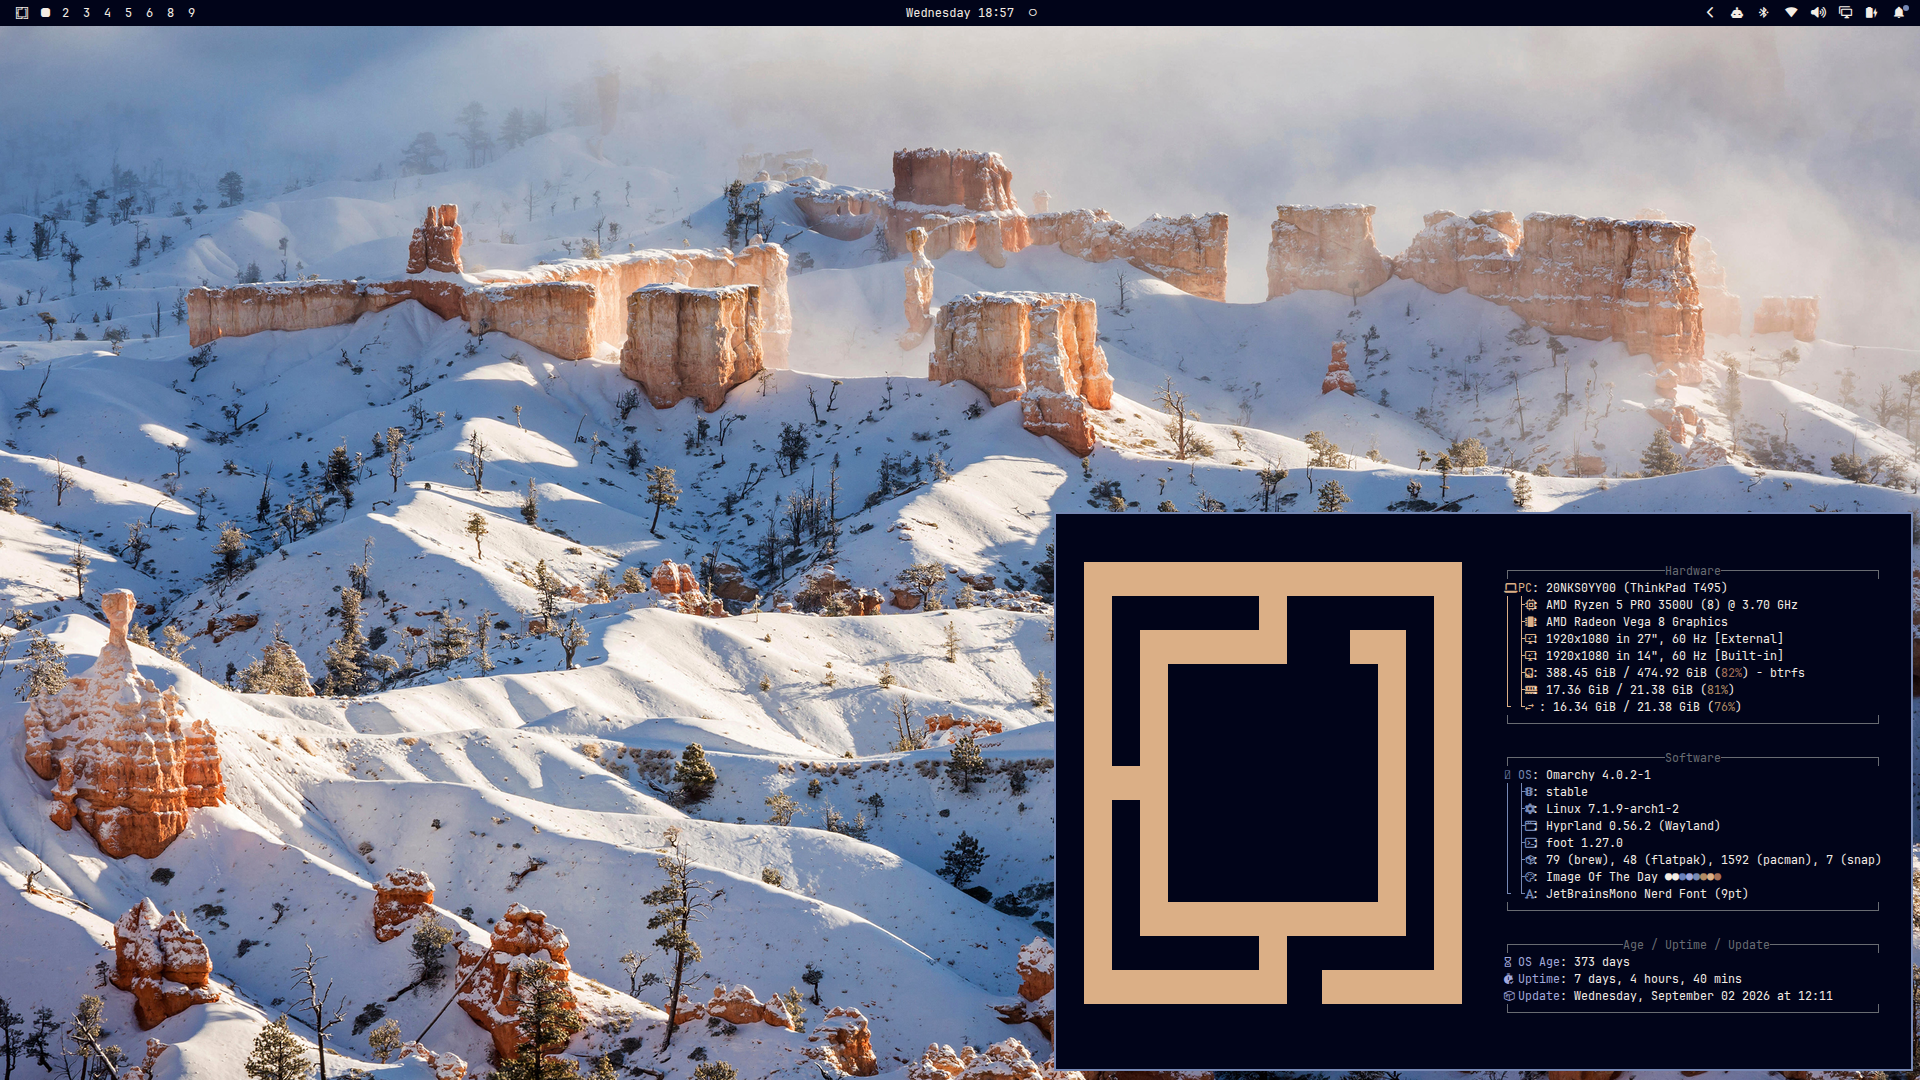 2 3 4 5 6 8 9
Wednesday 18:57
Hardware
PC: 20NKS0YY00 (ThinkPad T495)
AMD Ryzen 5 PRO 3500U (8) @ 3.70 GHz
AMD Radeon Vega 8 Graphics
1920x1080 in 27", 60 Hz [External]
1920x1080 in 14", 60 Hz [Built-in]
: 388.45 GiB / 474.92 GiB (82%) - btrfs
17.36 GiB / 21.38 GiB (81%)
: 16.34 GiB / 21.38 GiB (76%)
Software
OS: Omarchy 4.0.2-1
: stable
: Linux 7.1.9-arch1-2
Hyprland 0.56.2 (Wayland)
foot 1.27.0
: 79 (brew), 48 (flatpak), 1592 (pacman), 7 (snap)
: Image Of The Day
: JetBrainsMono Nerd Font (9pt)
Age / Uptime / Update
OS Age: 373 days
Uptime: 7 days, 4 hours, 40 mins
Update: Wednesday, September 02 2026 at 12:11